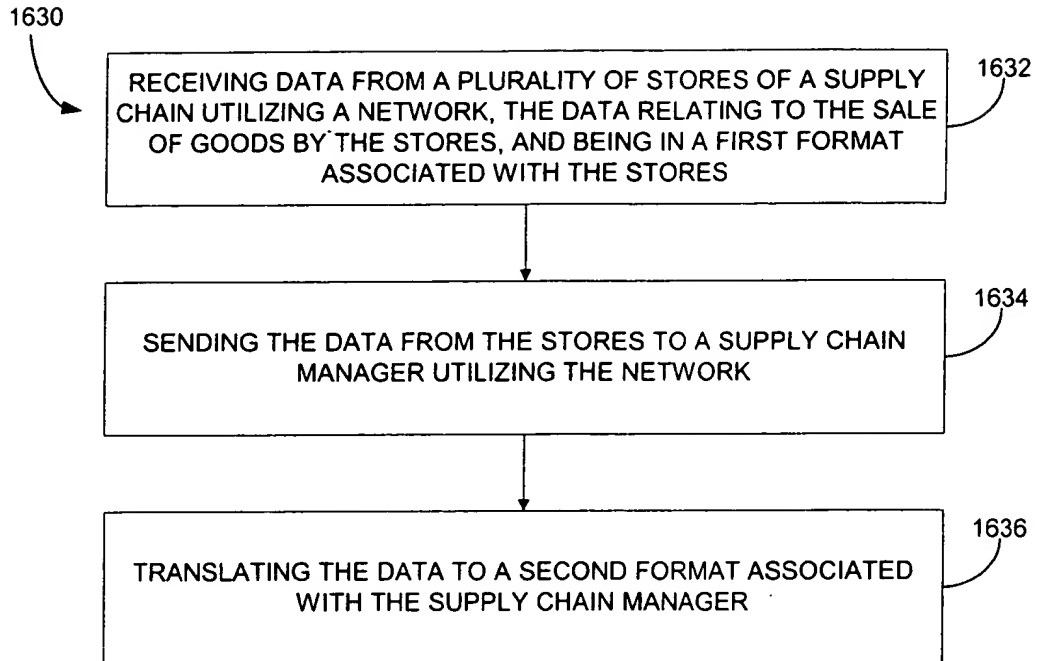 1630
RECEIVING DATA FROM A PLURALITY OF STORES OF A SUPPLY
CHAIN UTILIZING A NETWORK, THE DATA RELATING TO THE SALE
OF GOODS BY THE STORES, AND BEING IN A FIRST FORMAT
ASSOCIATED WITH THE STORES
1632
SENDING THE DATA FROM THE STORES TO A SUPPLY CHAIN
MANAGER UTILIZING THE NETWORK
1634
TRANSLATING THE DATA TO A SECOND FORMAT ASSOCIATED
WITH THE SUPPLY CHAIN MANAGER
1636